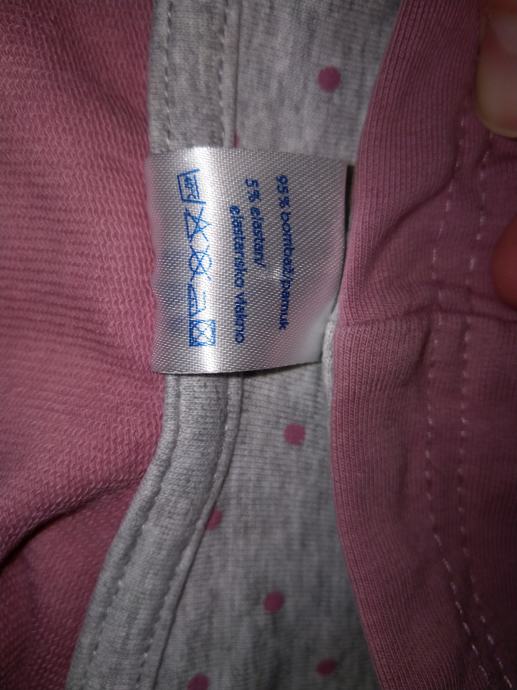 95% bombaž/pamuk
5% elastan/
elastansko vlakno